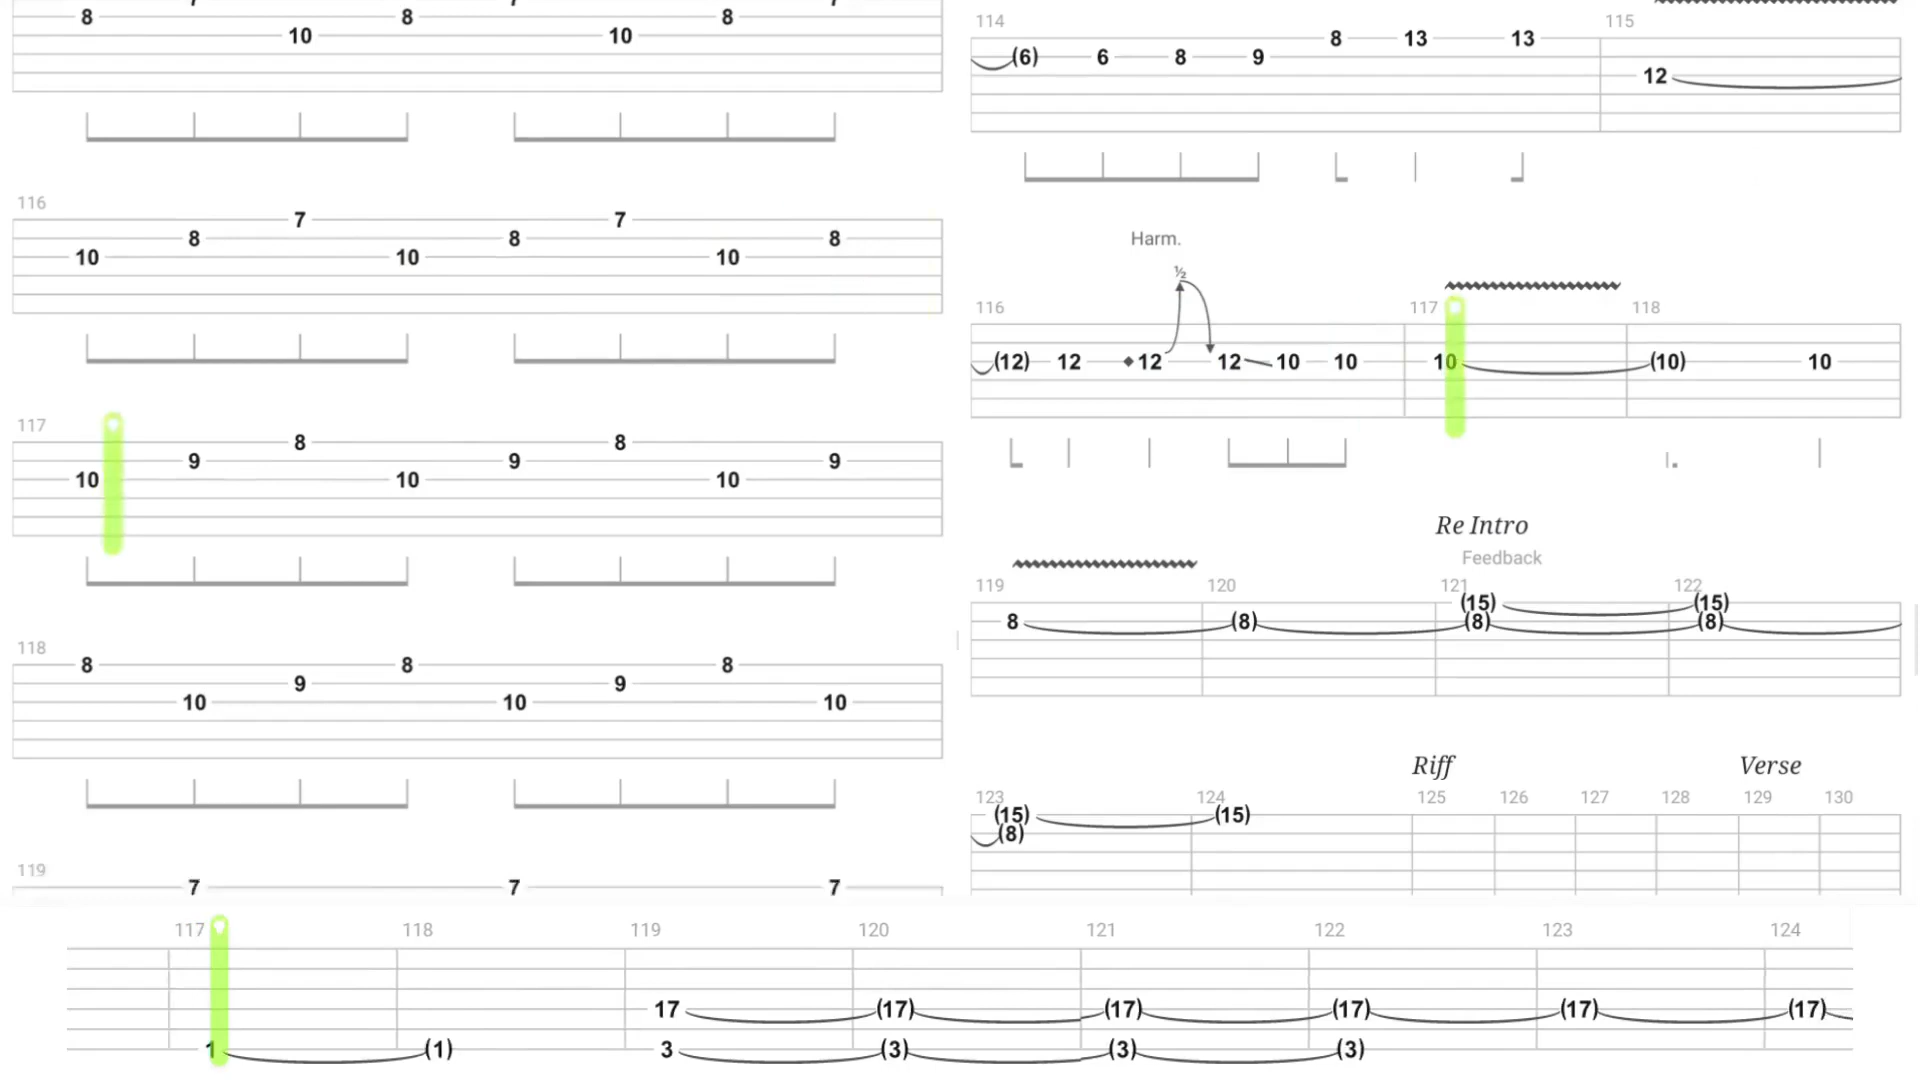 8 7 10 8 7 10 8 7
116
10 8 7 10 8 7 10 8
117
10 9 8 10 9 8 10 9
118
8 10 9 8 10 9 8 10
119
7 7 7
114 115
(6) 6 8 9 8 13 13 12
Harm.
½
116 117 118
(12) 12 12 12 10 10 10 (10) 10
Re Intro
Feedback
119 120 121 122
(15) (15)
8 (8) (8) (8)
Riff Verse
123 124 125 126 127 128 129 130
(15) (15)
(8)
117 118 119 120 121 122 123 124
17 (17) (17) (17) (17) (17)
1 (1) 3 (3) (3) (3)